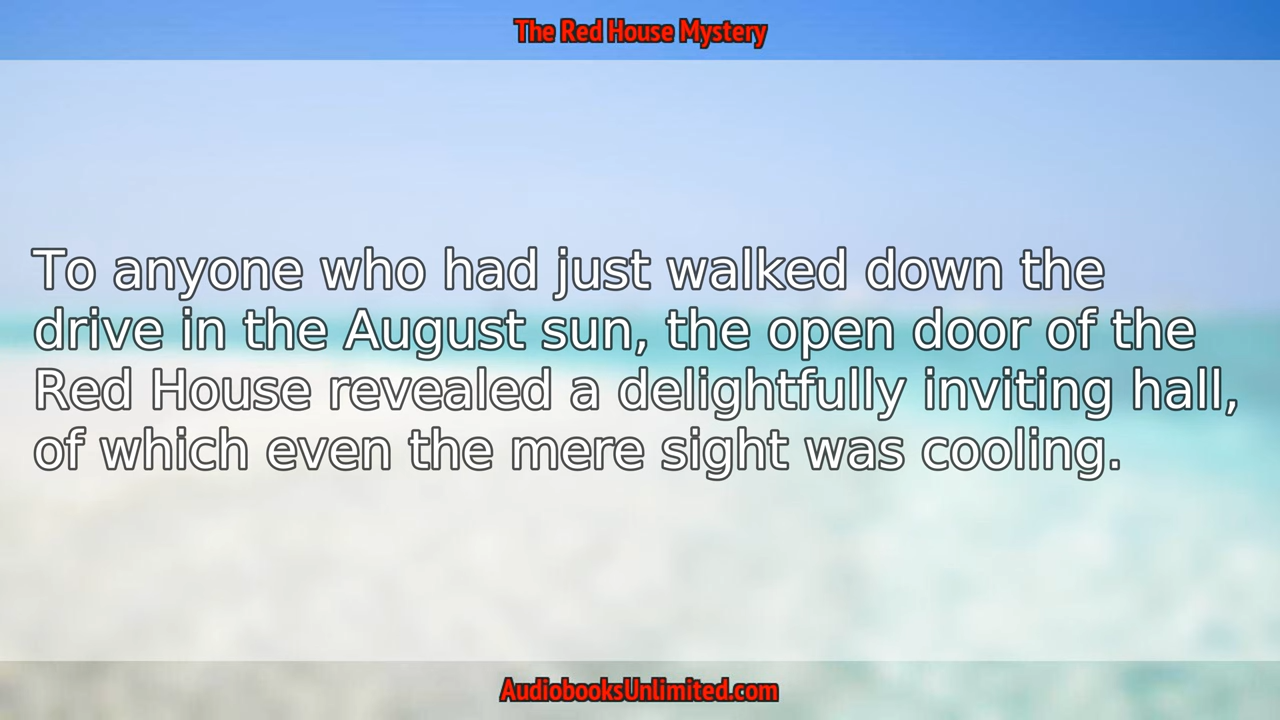 The Red House Mystery
To anyone who had just walked down the
drive in the August sun, the open door of the
Red House revealed a delightfully inviting hall,
of which even the mere sight was cooling.
AudiobooksUnlimited.com